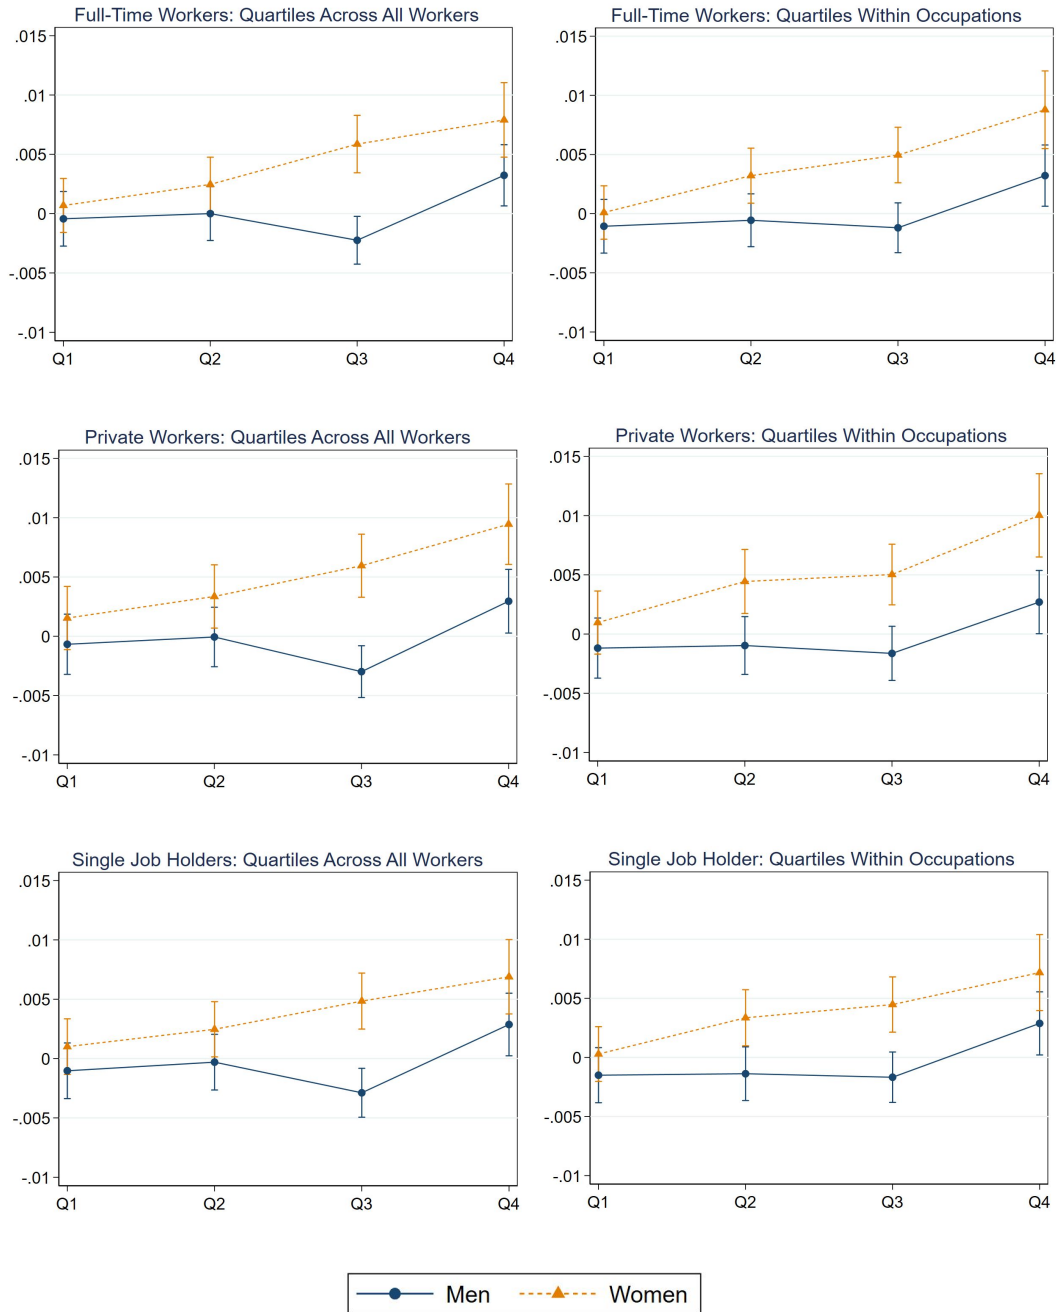 Full-Time Workers: Quartiles Across All Workers
.015
.01
.005
0
-.005
-.01
Q1 Q2 Q3 Q4
Full-Time Workers: Quartiles Within Occupations
.015
.01
.005
0
-.005
-.01
Q1 Q2 Q3 Q4
Private Workers: Quartiles Across All Workers
.015
.01
.005
0
-.005
-.01
Q1 Q2 Q3 Q4
Private Workers: Quartiles Within Occupations
.015
.01
.005
0
-.005
-.01
Q1 Q2 Q3 Q4
Single Job Holders: Quartiles Across All Workers
.015
.01
.005
0
-.005
-.01
Q1 Q2 Q3 Q4
Single Job Holder: Quartiles Within Occupations
.015
.01
.005
0
-.005
-.01
Q1 Q2 Q3 Q4
Men Women